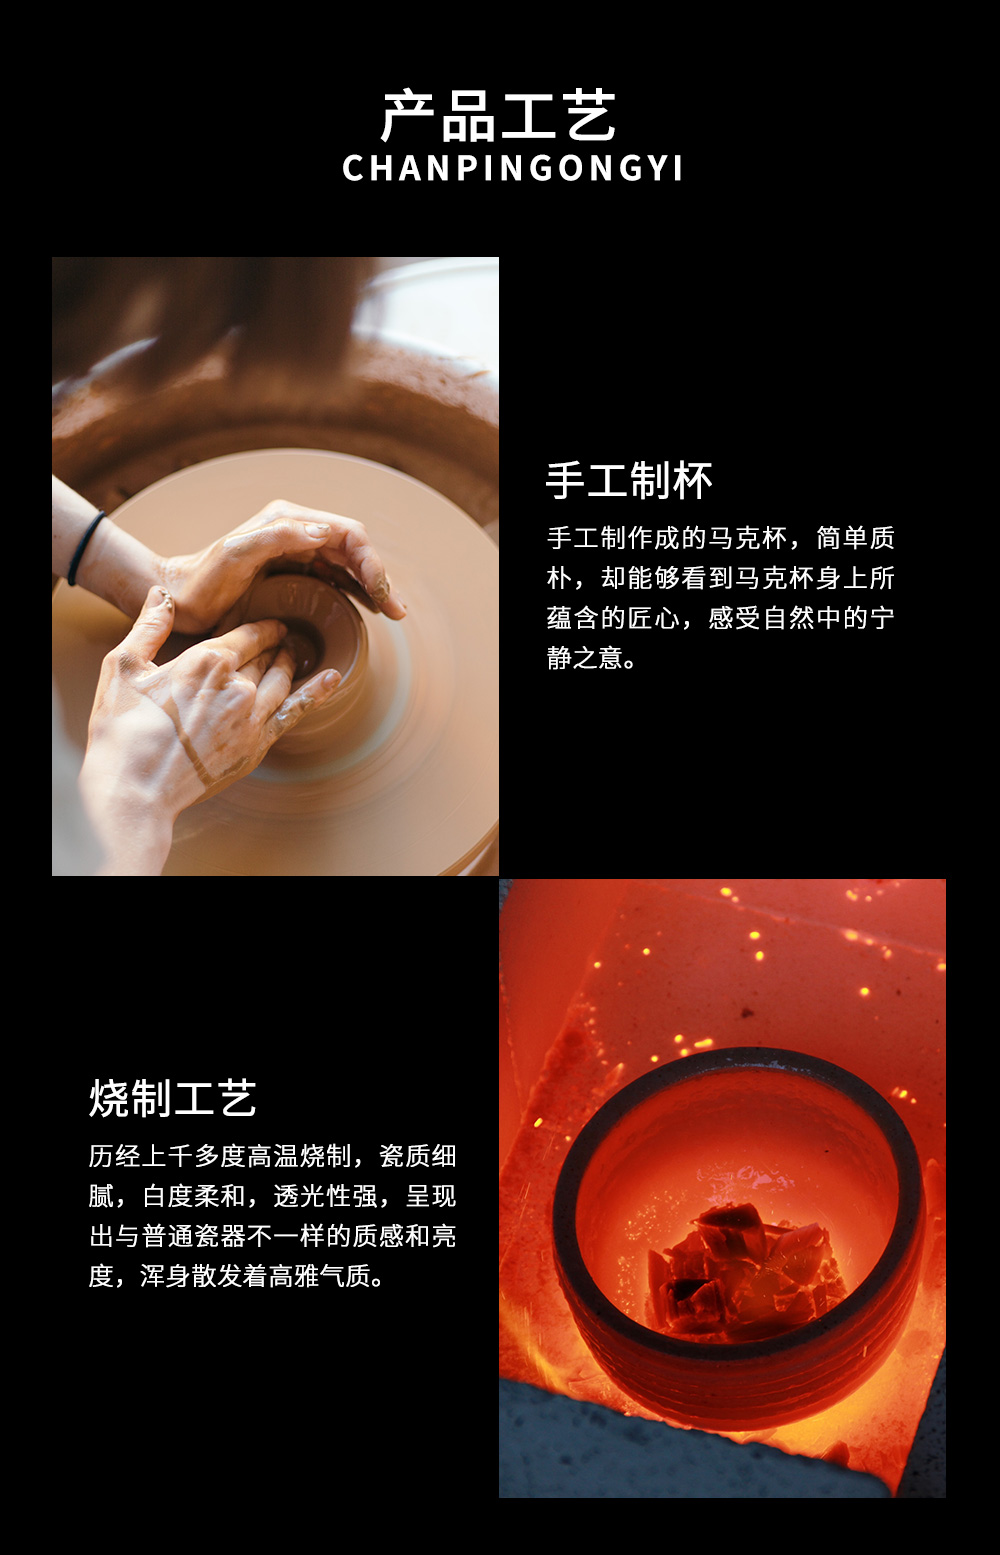 产品工艺
CHANPINGONGYI
手工制杯
手工制作成的马克杯，简单质
朴，却能够看到马克杯身上所
蕴含的匠心，感受自然中的宁
静之意。
烧制工艺
历经上千多度高温烧制，瓷质细
腻，白度柔和，透光性强，呈现
出与普通瓷器不一样的质感和亮
度，浑身散发着高雅气质。